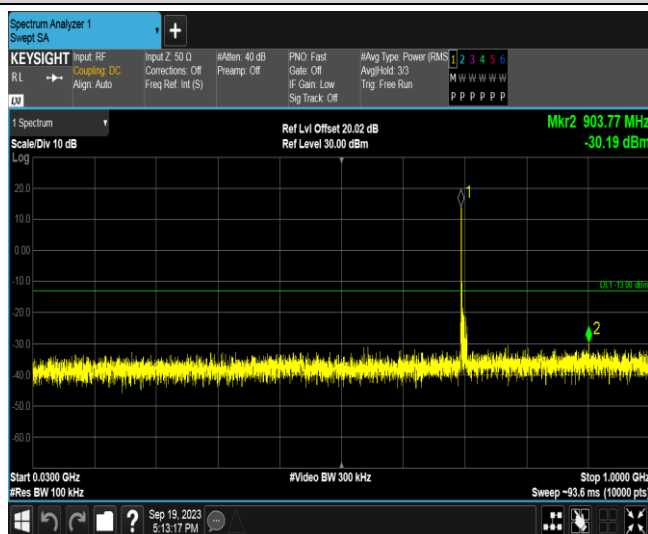 Spectrum Analyzer 1
Swept SA
KEYSIGHT
RL
LXI
Input: RF
Coupling: DC
Align: Auto
Input Z: 50 Ω
Corrections: Off
Freq Ref: Int (S)
#Atten: 40 dB
Preamp: Off
PNO: Fast
Gate: Off
IF Gain: Low
Sig Track: Off
#Avg Type: Power (RMS
Avg|Hold: 3/3
Trig: Free Run
1 2 3 4 5 6
M W W W W W
P P P P P P
1 Spectrum
Scale/Div 10 dB
Log
Ref Lvl Offset 20.02 dB
Ref Level 30.00 dBm
Mkr2 903.77 MHz
-30.19 dBm
20.0
10.0
0.00
-10.0
-20.0
-30.0
-40.0
-50.0
-60.0
1
DL1 -13.00 dBm
2
Start 0.0300 GHz
#Res BW 100 kHz
#Video BW 300 kHz
Stop 1.0000 GHz
Sweep ~93.6 ms (10000 pts)
?
Sep 19, 2023
5:13:17 PM